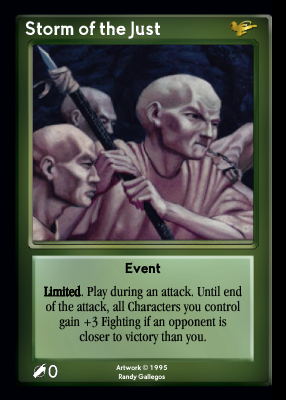 Storm of the Just
Event
Limited. Play during an attack. Until end
of the attack, all Characters you control
gain +3 Fighting if an opponent is
closer to victory than you.
0
Artwork © 1995
Randy Gallegos